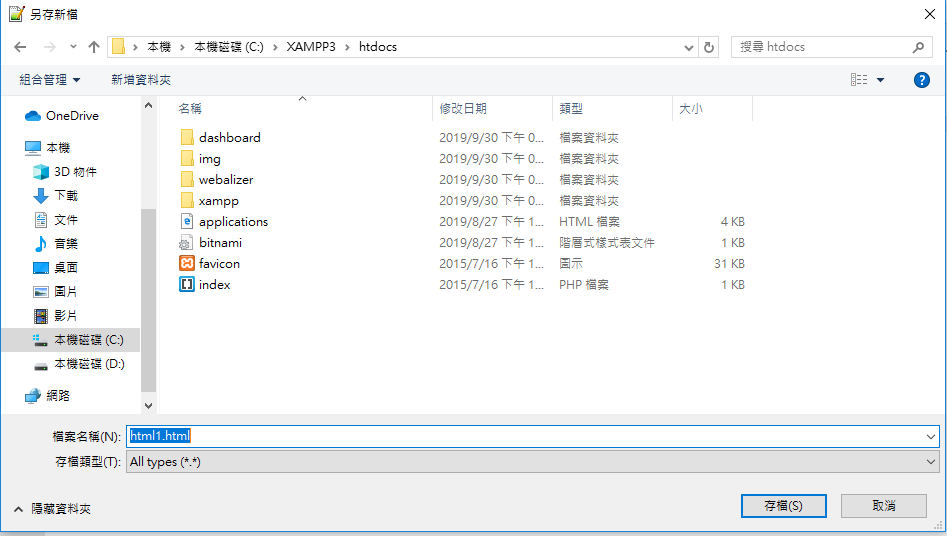 另存新檔
本機 › 本機磁碟 (C:) › XAMPP3 › htdocs
搜尋 htdocs
組合管理
新增資料夾
OneDrive
本機
3D 物件
下載
文件
音樂
桌面
圖片
影片
本機磁碟 (C:)
本機磁碟 (D:)
網路
名稱 修改日期 類型 大小
dashboard 2019/9/30 下午 0... 檔案資料夾
img 2019/9/30 下午 0... 檔案資料夾
webalizer 2019/9/30 下午 0... 檔案資料夾
xampp 2019/9/30 下午 0... 檔案資料夾
applications 2019/8/27 下午 1... HTML 檔案 4 KB
bitnami 2019/8/27 下午 1... 階層式樣式表文件 1 KB
favicon 2015/7/16 下午 1... 圖示 31 KB
index 2015/7/16 下午 1... PHP 檔案 1 KB
檔案名稱(N): html1.html
存檔類型(T): All types (*.*)
隱藏資料夾
存檔(S)
取消